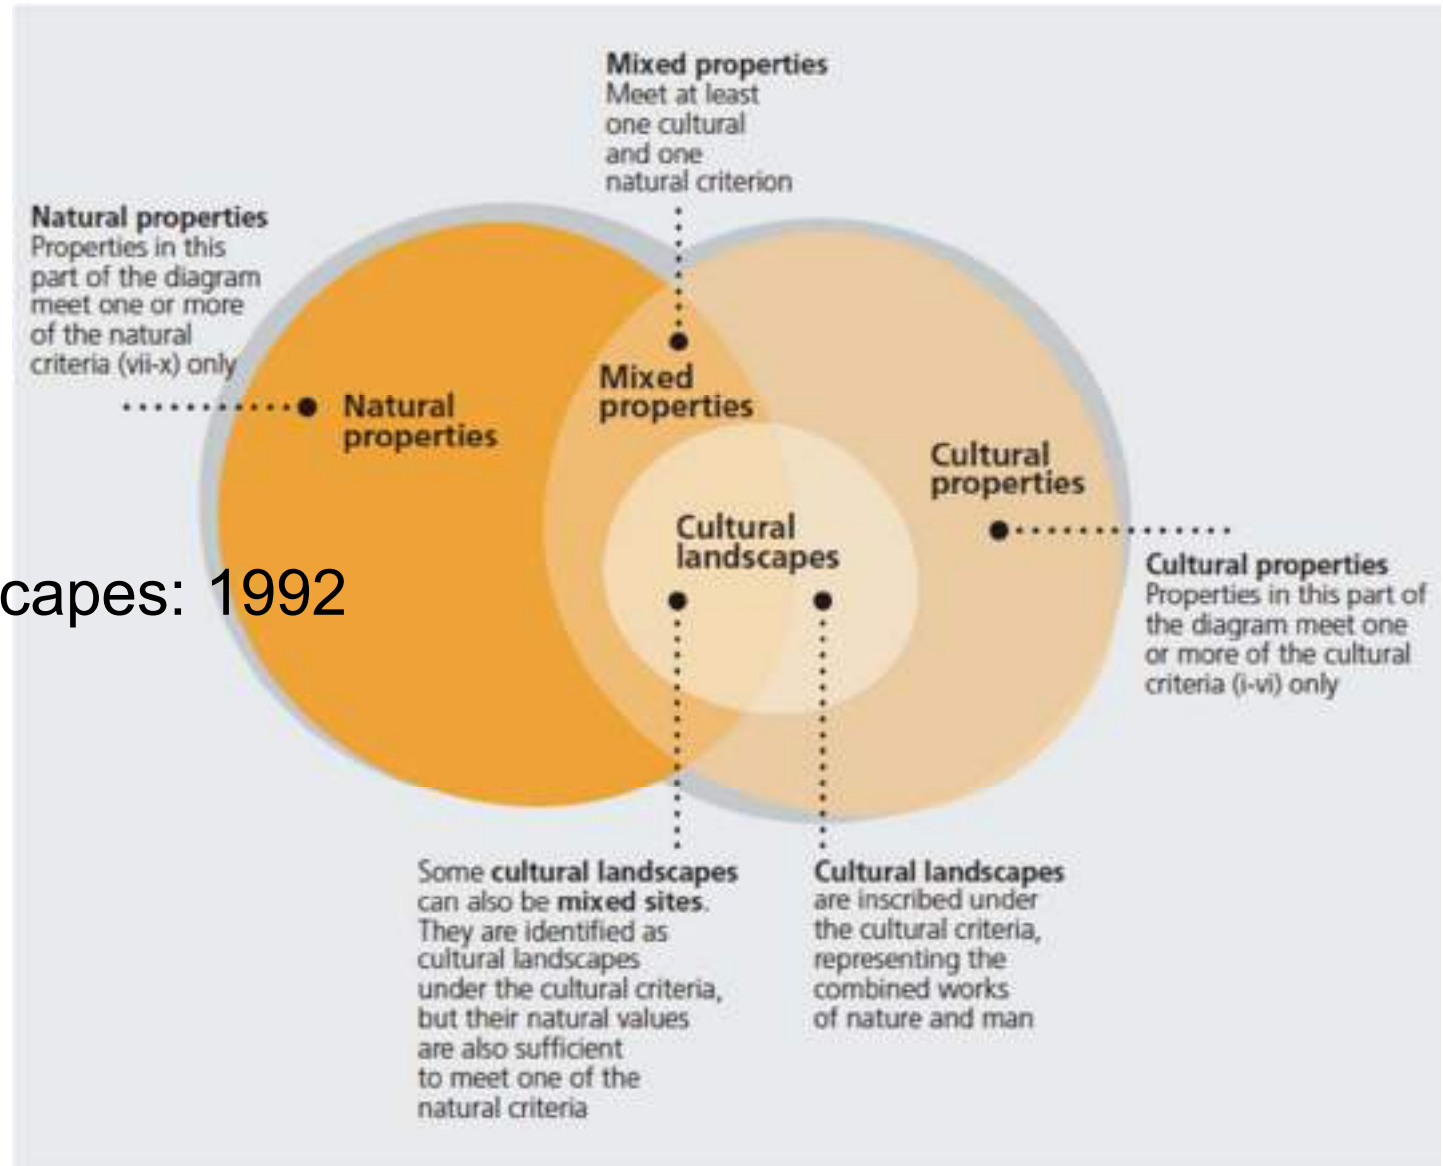 Mixed properties
Meet at least
one cultural
and one
natural criterion
Natural properties
Properties in this
part of the diagram
meet one or more
of the natural
criteria (vii-x) only
Natural
properties
Mixed
properties
Cultural
properties
Cultural
landscapes
capes: 1992
Cultural properties
Properties in this part of
the diagram meet one
or more of the cultural
criteria (i-vi) only
Some cultural landscapes
can also be mixed sites.
They are identified as
cultural landscapes
under the cultural criteria,
but their natural values
are also sufficient
to meet one of the
natural criteria
Cultural landscapes
are inscribed under
the cultural criteria,
representing the
combined works
of nature and man